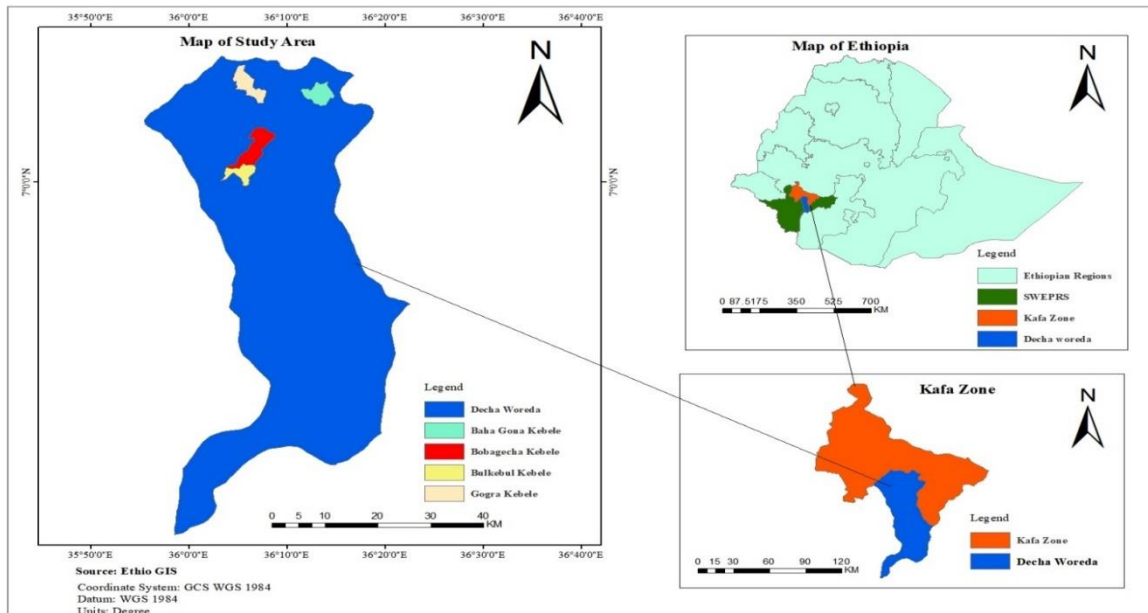 35°50'0"E 36°0'0"E 36°10'0"E 36°20'0"E 36°30'0"E 36°40'0"E
Map of Study Area
N
7°0'0"N
7°0'0"N
Legend
Decha Woreda
Baha Gona Kebele
Bobagecha Kebele
Bulkebul Kebele
Gogra Kebele
0 5 10 20 30 40
KM
35°50'0"E 36°0'0"E 36°10'0"E 36°20'0"E 36°30'0"E 36°40'0"E
Source: Ethio GIS
Coordinate System: GCS WGS 1984
Datum: WGS 1984
Units: Degree
Map of Ethiopia
N
Legend
Ethiopian Regions
SWEPRS
Kafa Zone
Decha woreda
0 87.5175 350 525 700
KM
Kafa Zone
N
Legend
Kafa Zone
Decha Woreda
0 15 30 60 90 120
KM